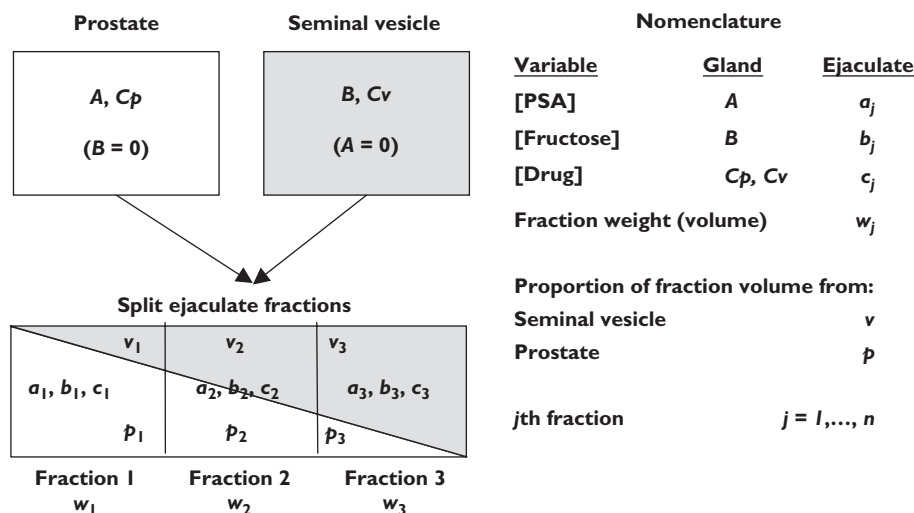 Prostate
Seminal vesicle
A, Cp
(B = 0)
B, Cv
(A = 0)
Split ejaculate fractions
v1
v2
v3
a1, b1, c1
a2, b2, c2
a3, b3, c3
p1
p2
p3
Fraction 1
w1
Fraction 2
w2
Fraction 3
w3
Nomenclature
Variable Gland Ejaculate
[PSA] A aj
[Fructose] B bj
[Drug] Cp, Cv cj
Fraction weight (volume) wj
Proportion of fraction volume from:
Seminal vesicle v
Prostate p
jth fraction j = 1,..., n